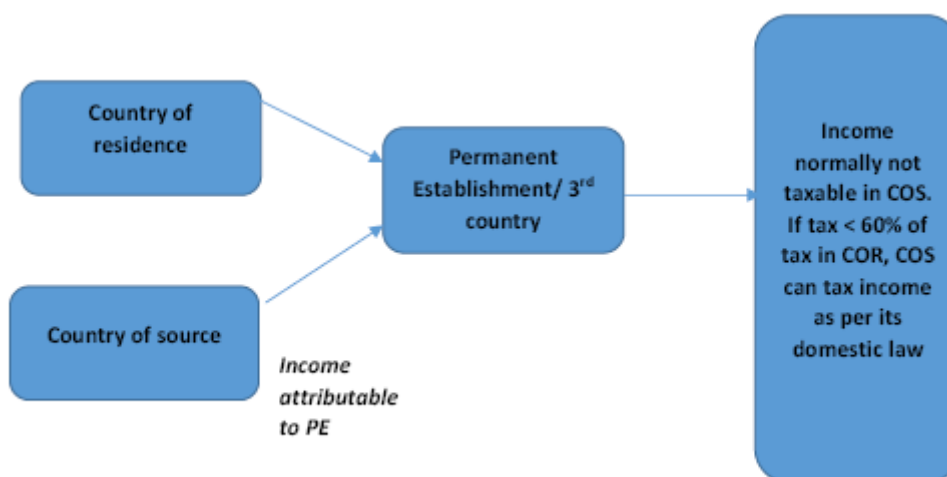 Country of
residence
Country of source
Income
attributable
to PE
Permanent
Establishment/ 3rd
country
Income
normally not
taxable in COS.
If tax < 60% of
tax in COR, COS
can tax income
as per its
domestic law